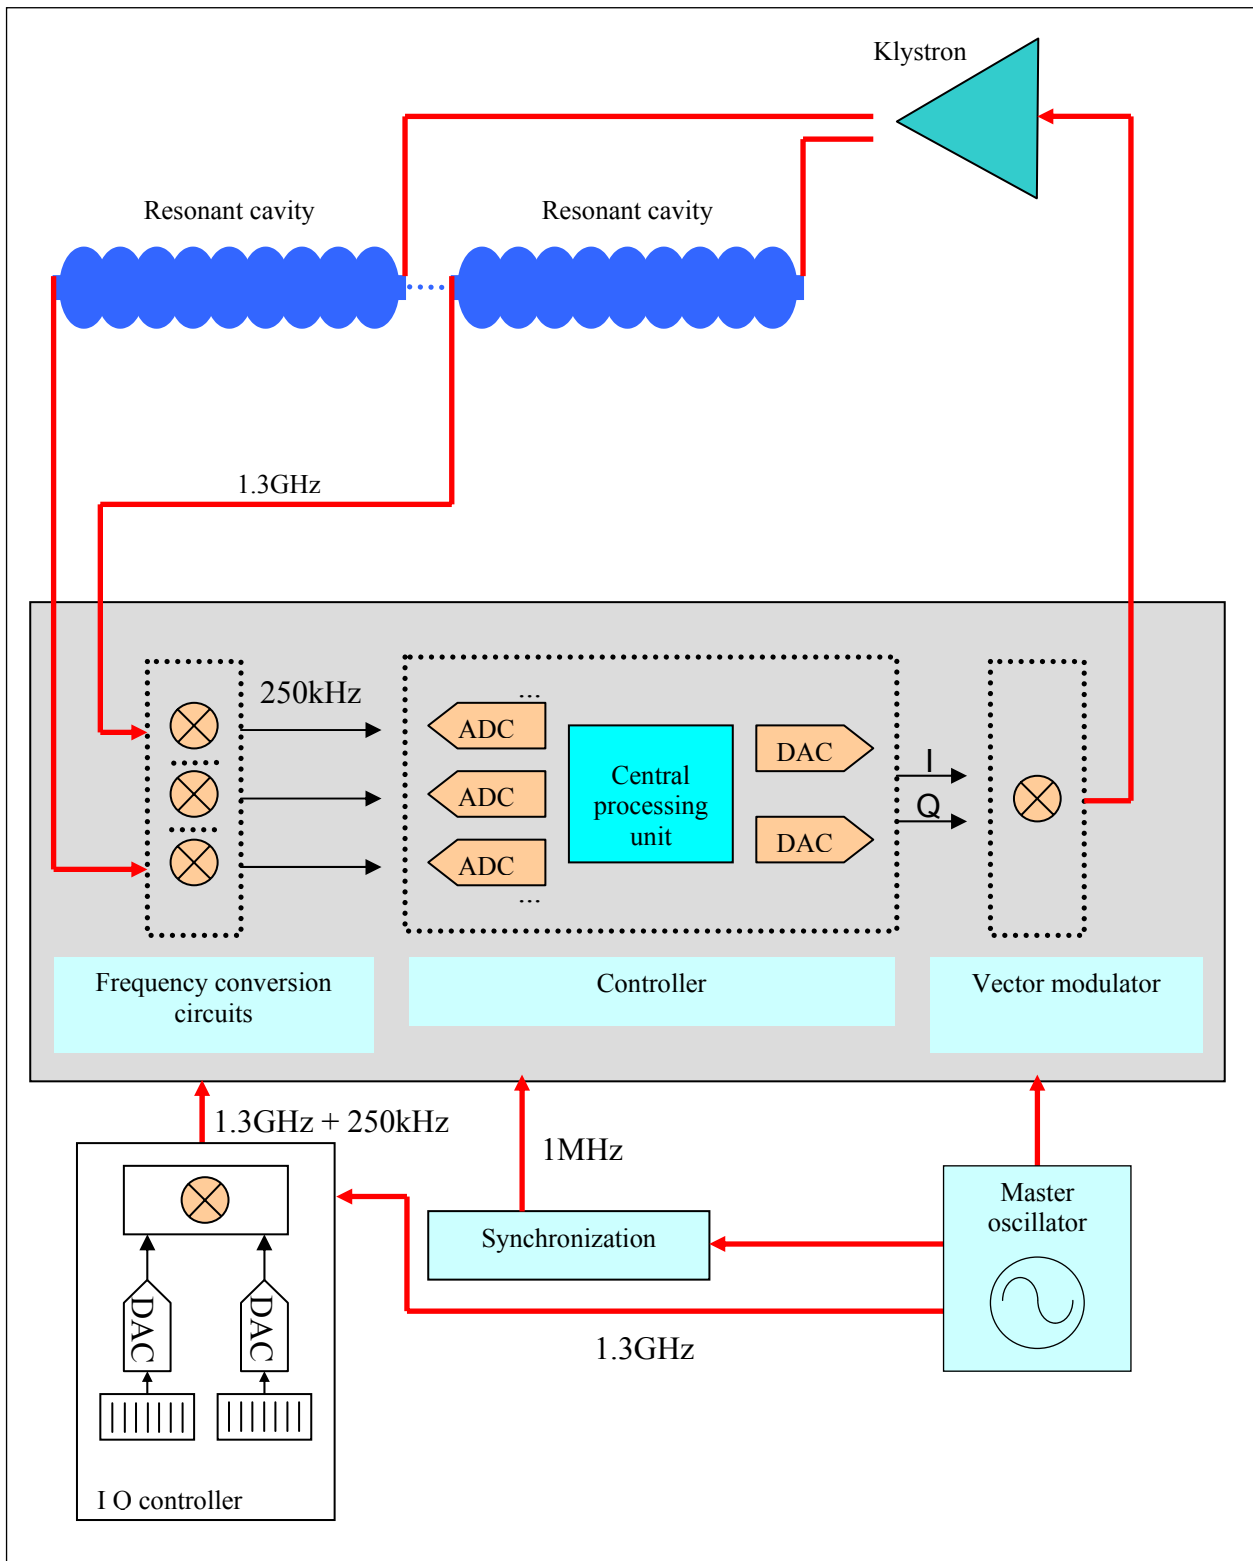 Klystron
Resonant cavity
Resonant cavity
1.3GHz
250kHz
...
ADC
ADC
ADC
...
Central
processing
unit
DAC
DAC
I
Q
Frequency conversion
circuits
Controller
Vector modulator
1.3GHz + 250kHz
1MHz
Synchronization
Master
oscillator
1.3GHz
DAC
DAC
I O controller